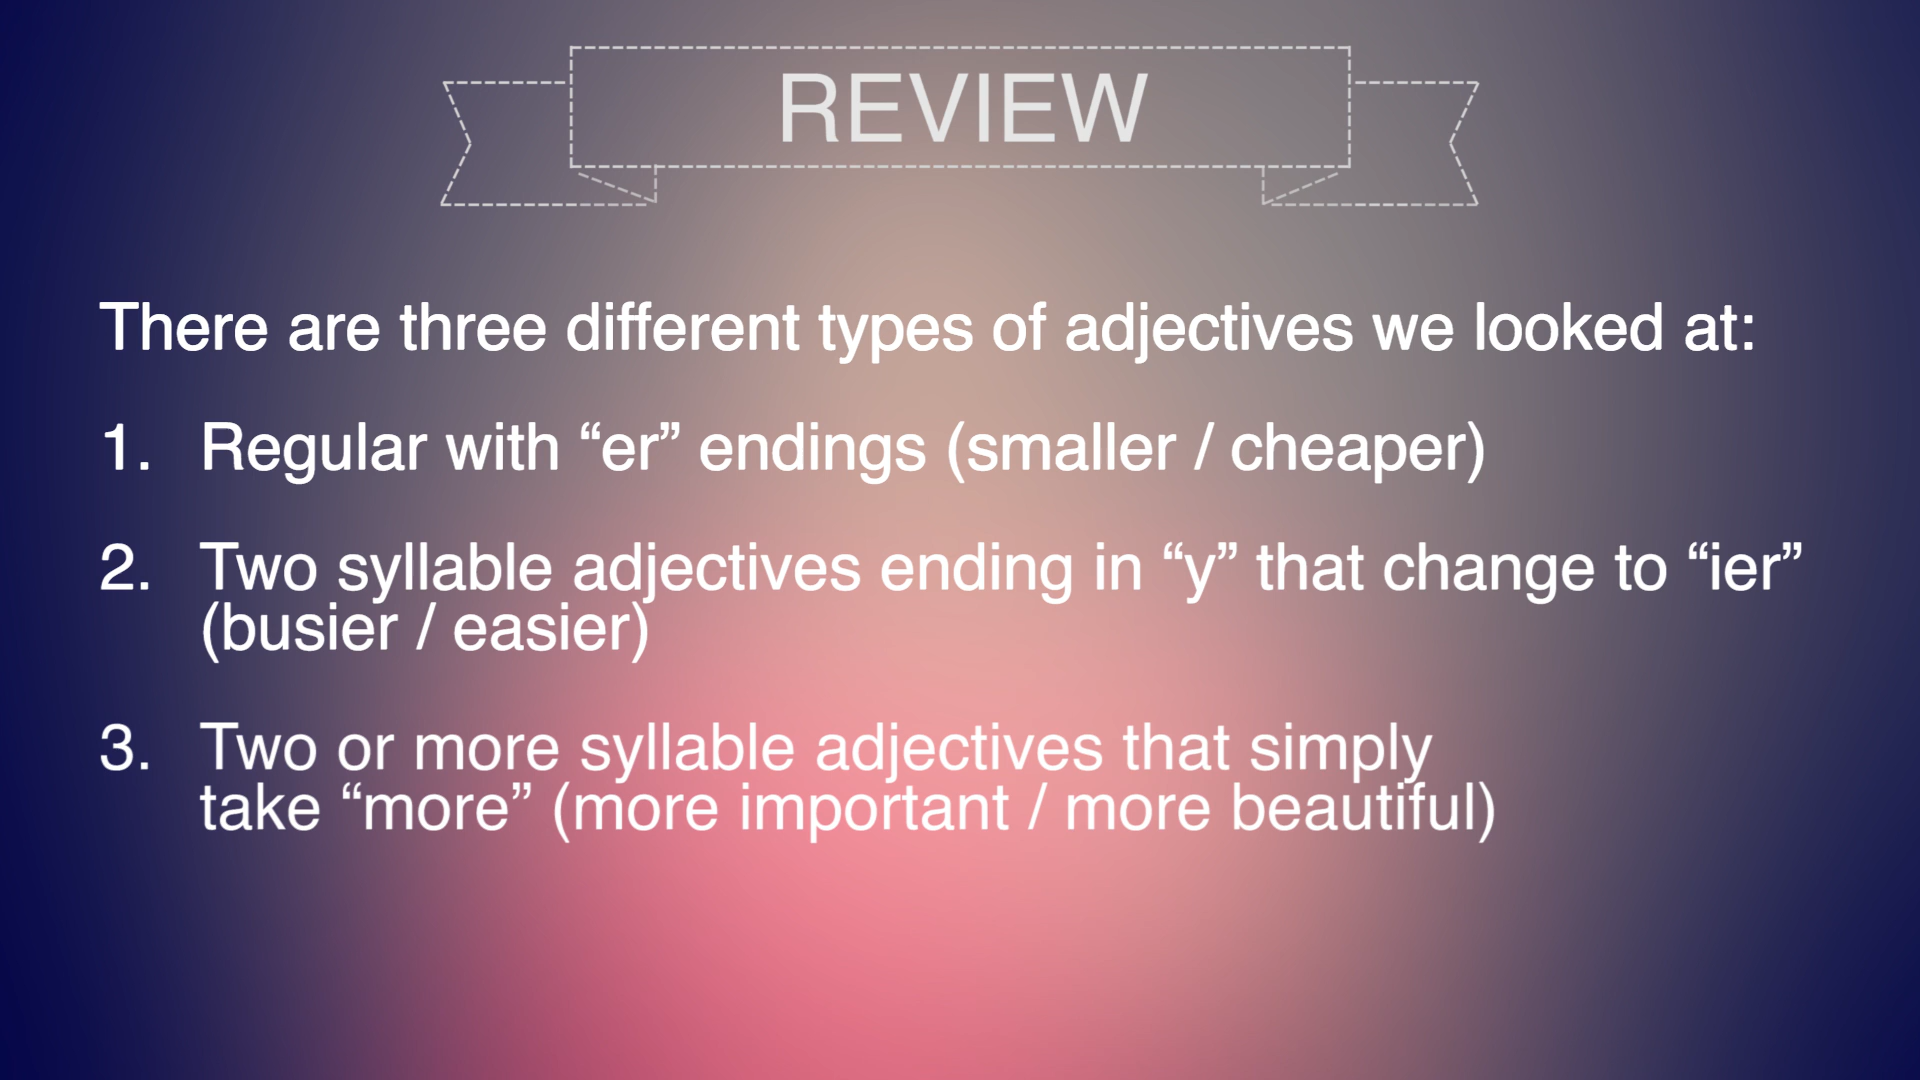 REVIEW
There are three different types of adjectives we looked at:
1. Regular with “er” endings (smaller / cheaper)
2. Two syllable adjectives ending in “y” that change to “ier”
(busier / easier)
3. Two or more syllable adjectives that simply
take “more” (more important / more beautiful)